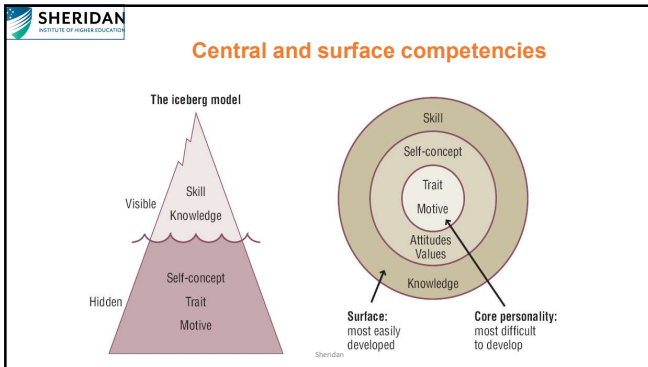 SHERIDAN
INSTITUTE OF HIGHER EDUCATION
Central and surface competencies
The iceberg model
Visible
Skill
Knowledge
Hidden
Self-concept
Trait
Motive
Skill
Self-concept
Trait
Motive
Attitudes
Values
Knowledge
Surface:
most easily
developed
Core personality:
most difficult
to develop
Sheridan